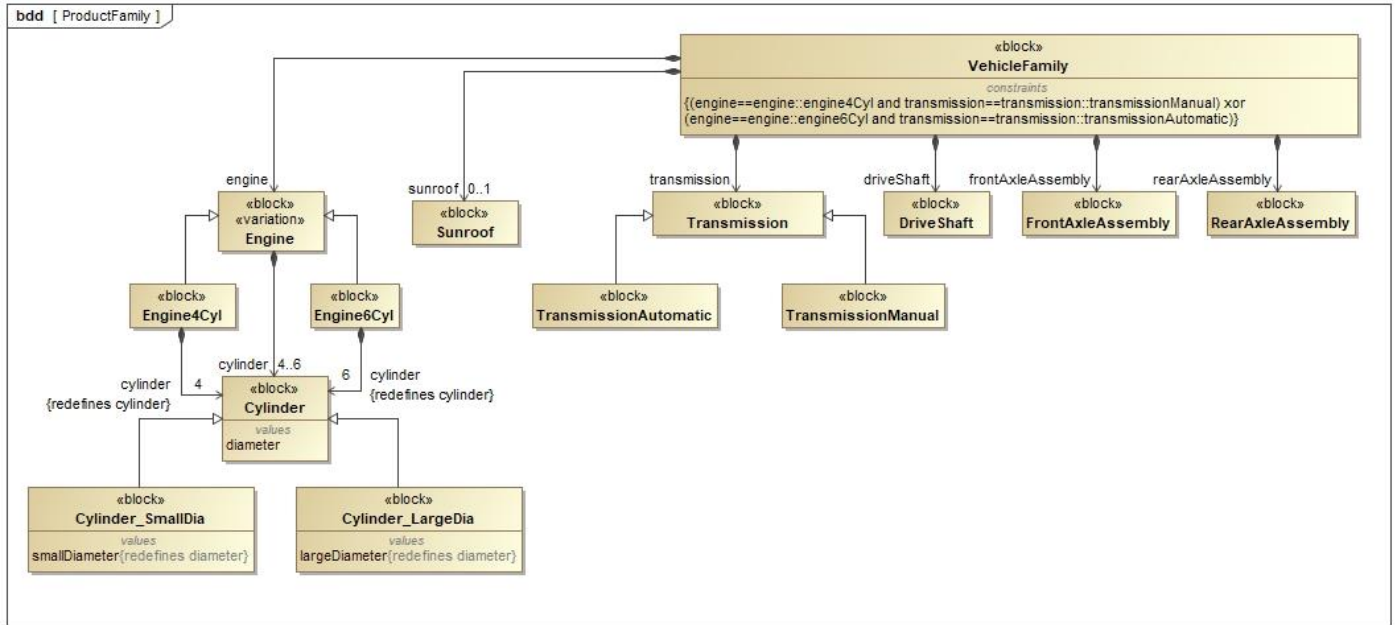 bdd [ ProductFamily ]
«block»
VehicleFamily
constraints
{(engine==engine::engine4Cyl and transmission==transmission::transmissionManual) xor
(engine==engine::engine6Cyl and transmission==transmission::transmissionAutomatic)}
engine
sunroof 0..1
transmission
driveShaft
frontAxleAssembly
rearAxleAssembly
«block»
«variation»
Engine
«block»
Sunroof
«block»
Transmission
«block»
DriveShaft
«block»
FrontAxleAssembly
«block»
RearAxleAssembly
«block»
Engine4Cyl
«block»
Engine6Cyl
«block»
TransmissionAutomatic
«block»
TransmissionManual
cylinder 4..6
cylinder 4
{redefines cylinder}
6 cylinder
{redefines cylinder}
«block»
Cylinder
values
diameter
«block»
Cylinder_SmallDia
values
smallDiameter{redefines diameter}
«block»
Cylinder_LargeDia
values
largeDiameter{redefines diameter}